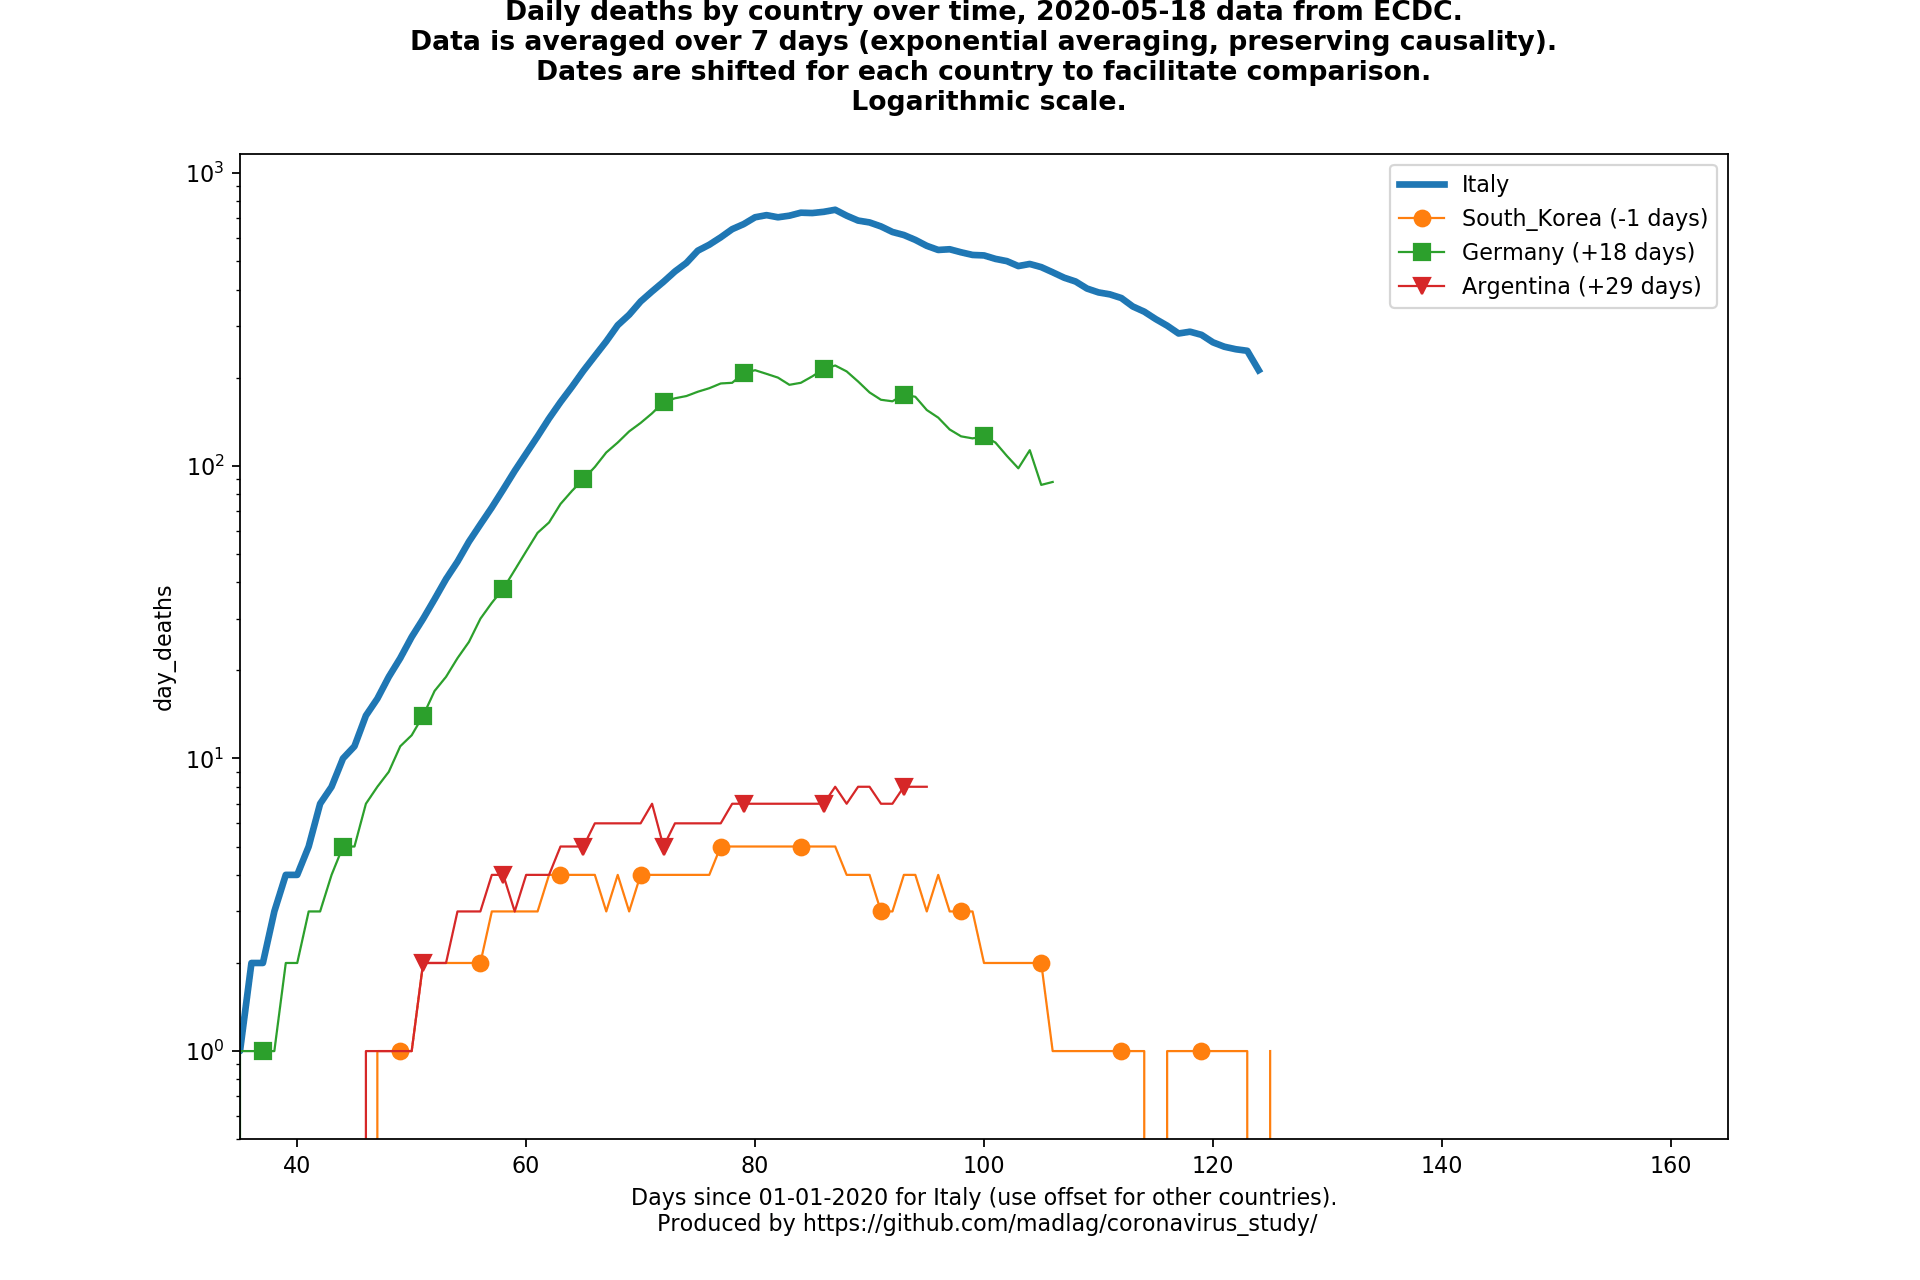 Daily deaths by country over time, 2020-05-18 data from ECDC.
Data is averaged over 7 days (exponential averaging, preserving causality).
Dates are shifted for each country to facilitate comparison.
Logarithmic scale.
10³
10²
10¹
10⁰
day_deaths
Italy
South_Korea (-1 days)
Germany (+18 days)
Argentina (+29 days)
40 60 80 100 120 140 160
Days since 01-01-2020 for Italy (use offset for other countries).
Produced by https://github.com/madlag/coronavirus_study/